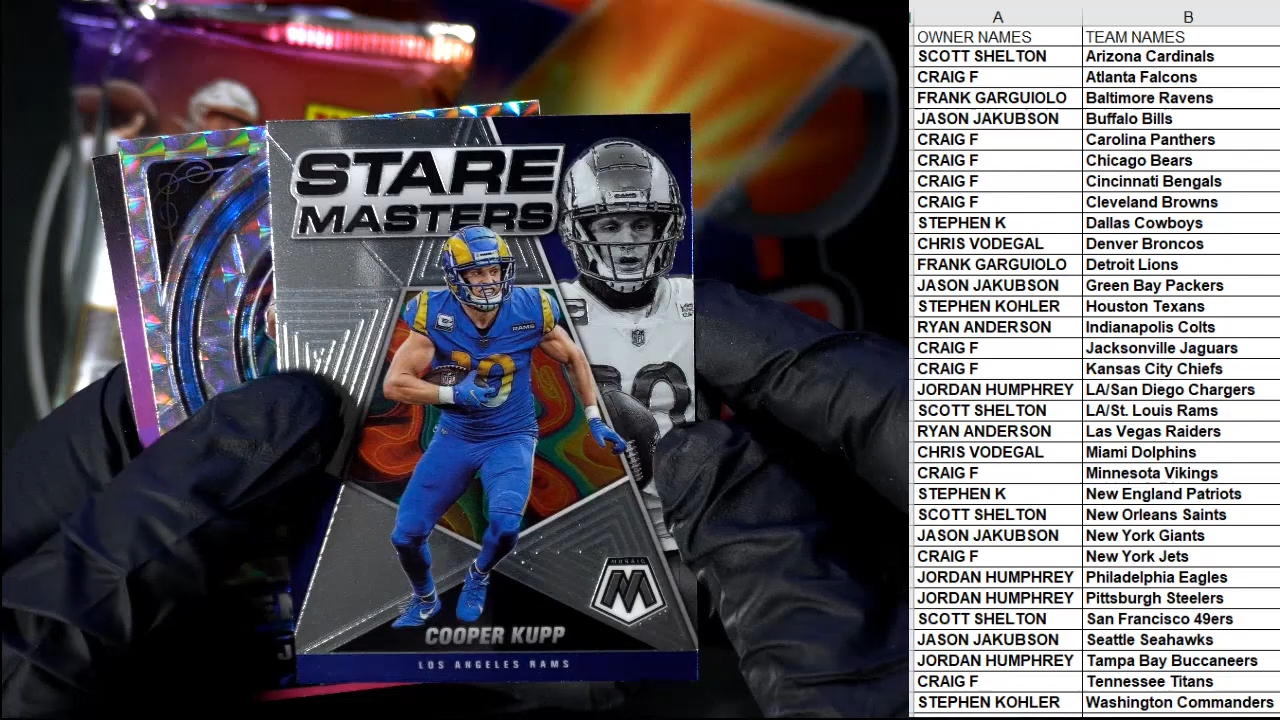 STARE
MASTERS
RAMS
10
MOSAIC
M
COOPER KUPP
LOS ANGELES RAMS
A B
OWNER NAMES TEAM NAMES
SCOTT SHELTON Arizona Cardinals
CRAIG F Atlanta Falcons
FRANK GARGUIOLO Baltimore Ravens
JASON JAKUBSON Buffalo Bills
CRAIG F Carolina Panthers
CRAIG F Chicago Bears
CRAIG F Cincinnati Bengals
CRAIG F Cleveland Browns
STEPHEN K Dallas Cowboys
CHRIS VODEGAL Denver Broncos
FRANK GARGUIOLO Detroit Lions
JASON JAKUBSON Green Bay Packers
STEPHEN KOHLER Houston Texans
RYAN ANDERSON Indianapolis Colts
CRAIG F Jacksonville Jaguars
CRAIG F Kansas City Chiefs
JORDAN HUMPHREY LA/San Diego Chargers
SCOTT SHELTON LA/St. Louis Rams
RYAN ANDERSON Las Vegas Raiders
CHRIS VODEGAL Miami Dolphins
CRAIG F Minnesota Vikings
STEPHEN K New England Patriots
SCOTT SHELTON New Orleans Saints
JASON JAKUBSON New York Giants
CRAIG F New York Jets
JORDAN HUMPHREY Philadelphia Eagles
JORDAN HUMPHREY Pittsburgh Steelers
SCOTT SHELTON San Francisco 49ers
JASON JAKUBSON Seattle Seahawks
JORDAN HUMPHREY Tampa Bay Buccaneers
CRAIG F Tennessee Titans
STEPHEN KOHLER Washington Commanders